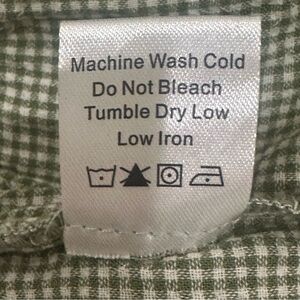 Machine Wash Cold
Do Not Bleach
Tumble Dry Low
Low Iron